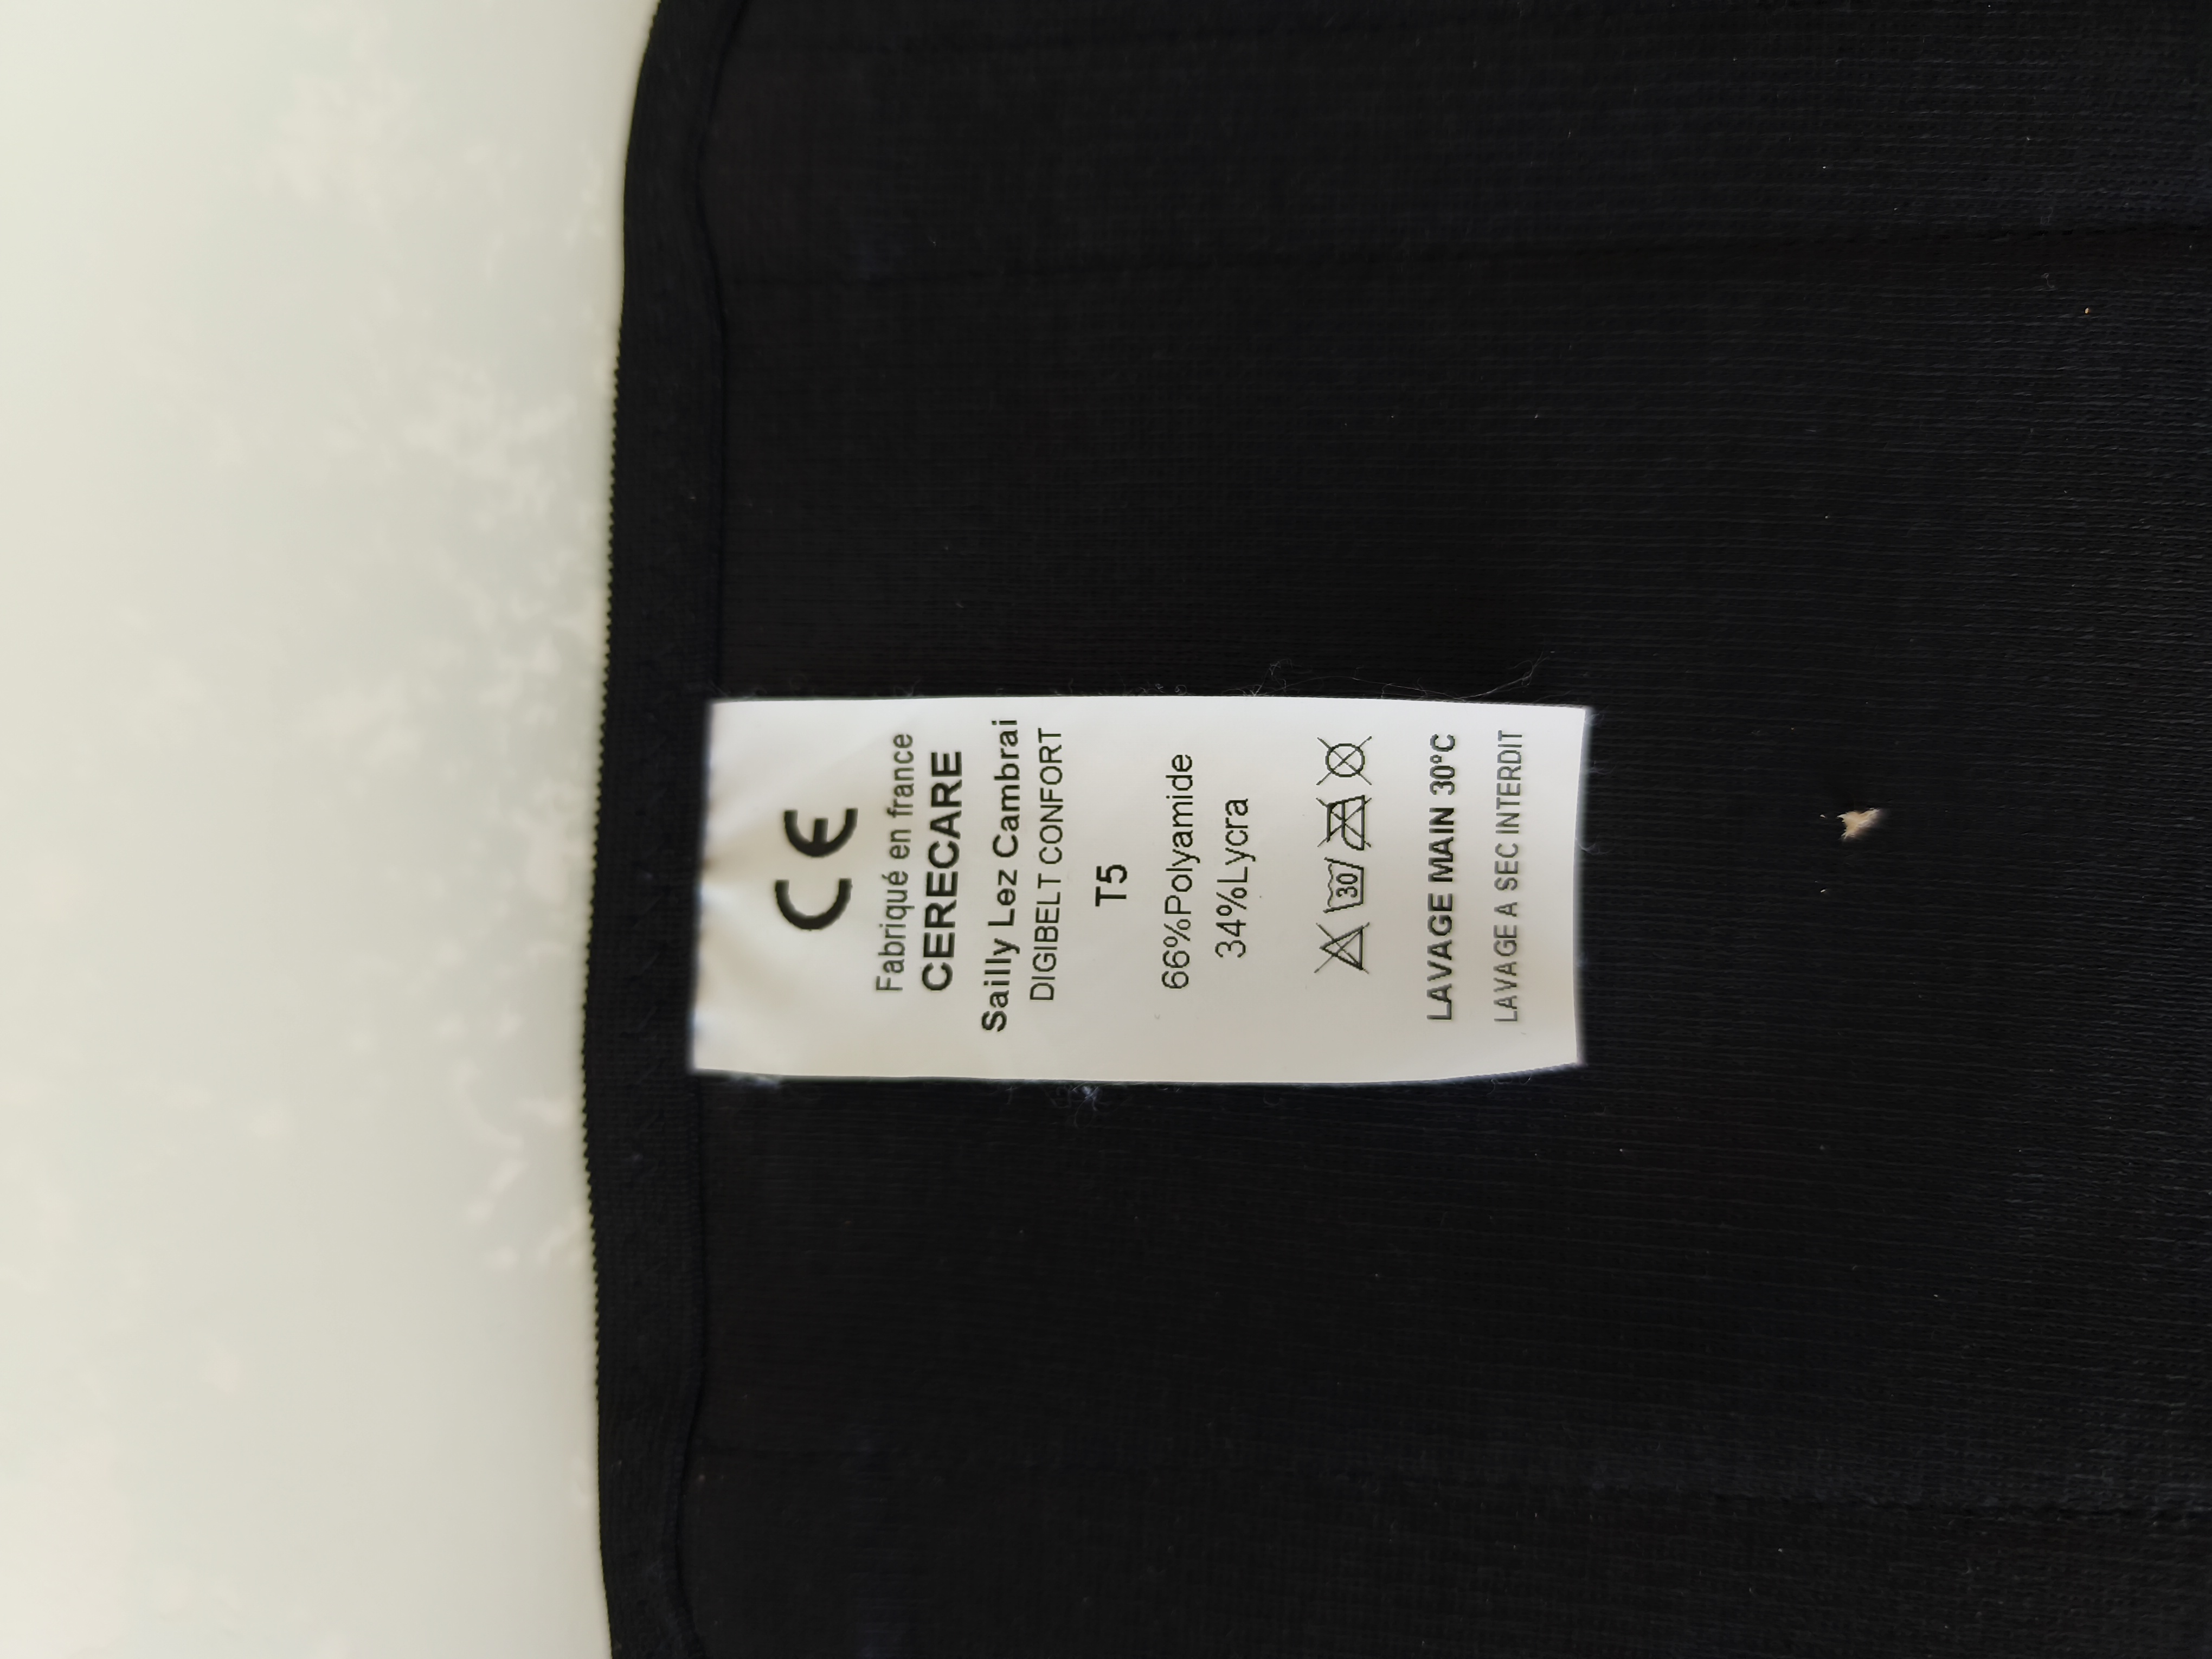 CE
Fabriqué en france
CERECARE
Sailly Lez Cambrai
DIGIBELT CONFORT
T5
66%Polyamide
34%Lycra
30
LAVAGE MAIN 30°C
LAVAGE A SEC INTERDIT